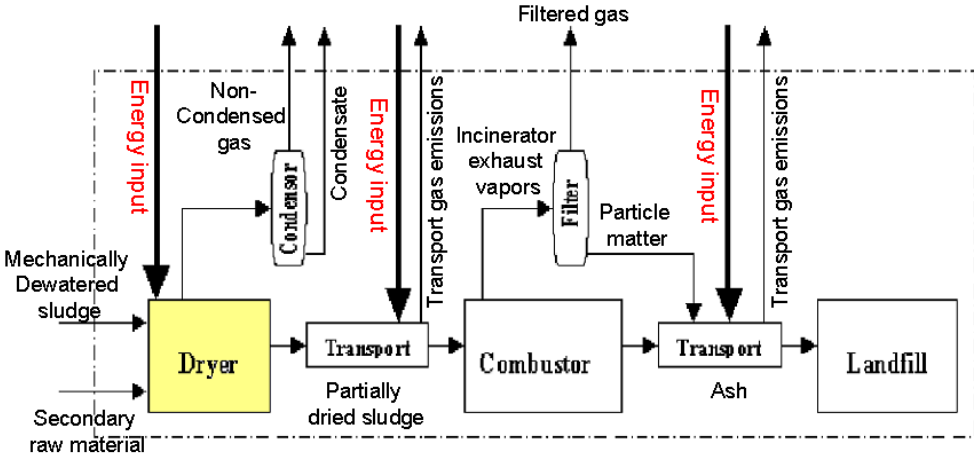 Filtered gas
Energy input
Non-
Condensed
gas
Condensate
Condensor
Energy input
Transport gas emissions
Incinerator
exhaust
vapors
Filter
Particle
matter
Energy input
Transport gas emissions
Mechanically
Dewatered
sludge
Dryer
Transport
Combustor
Transport
Landfill
Partially
dried sludge
Ash
Secondary
raw material